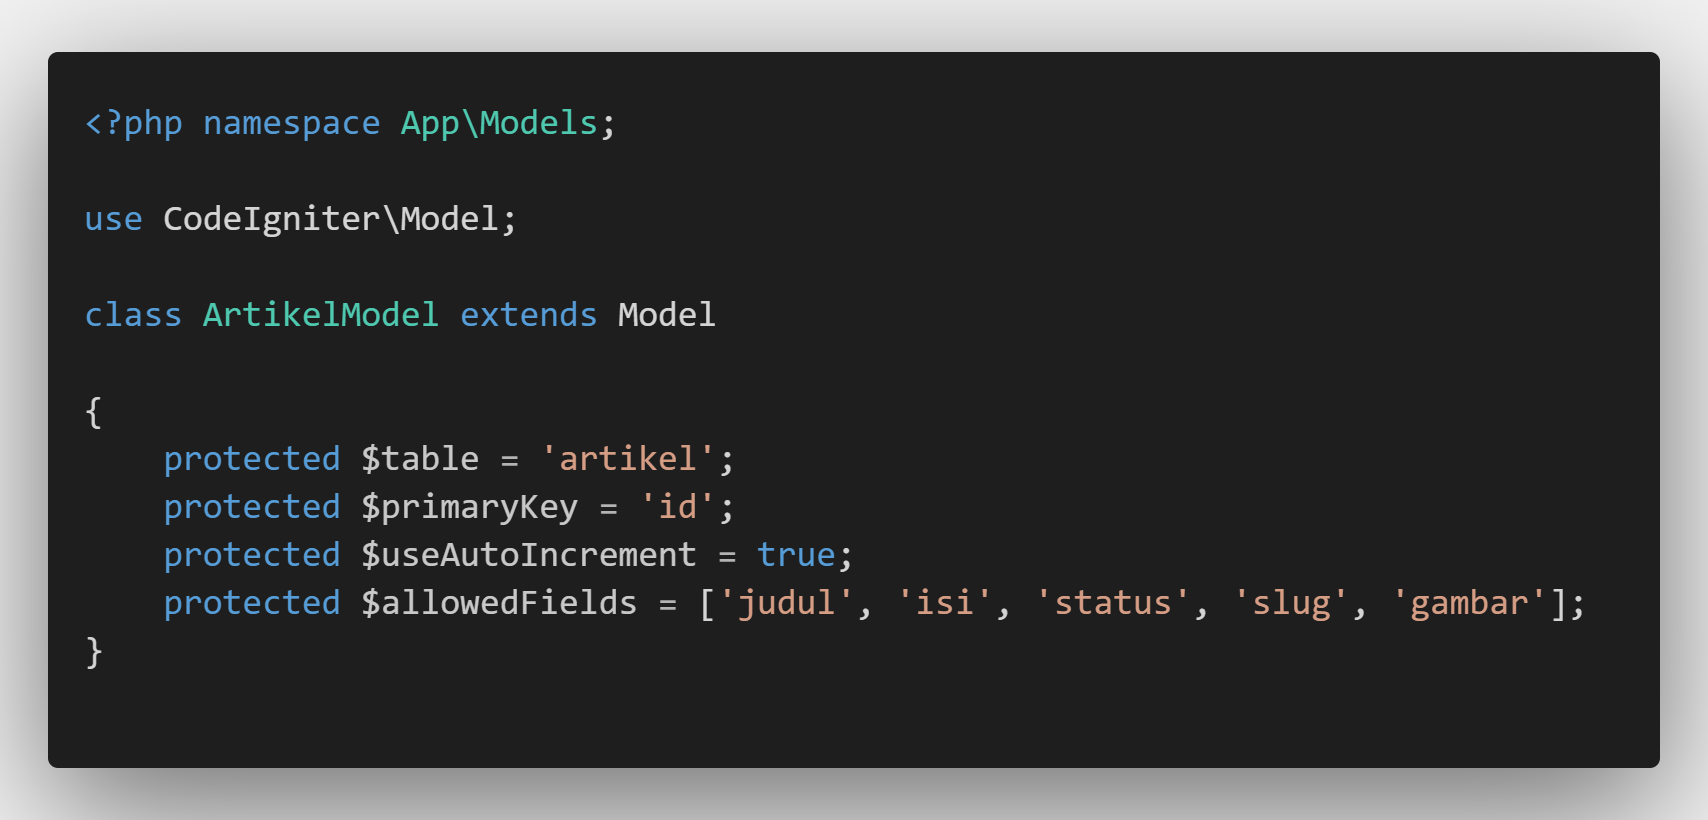 <?php namespace App\Models;
use CodeIgniter\Model;
class ArtikelModel extends Model
{
    protected $table = 'artikel';
    protected $primaryKey = 'id';
    protected $useAutoIncrement = true;
    protected $allowedFields = ['judul', 'isi', 'status', 'slug', 'gambar'];
}